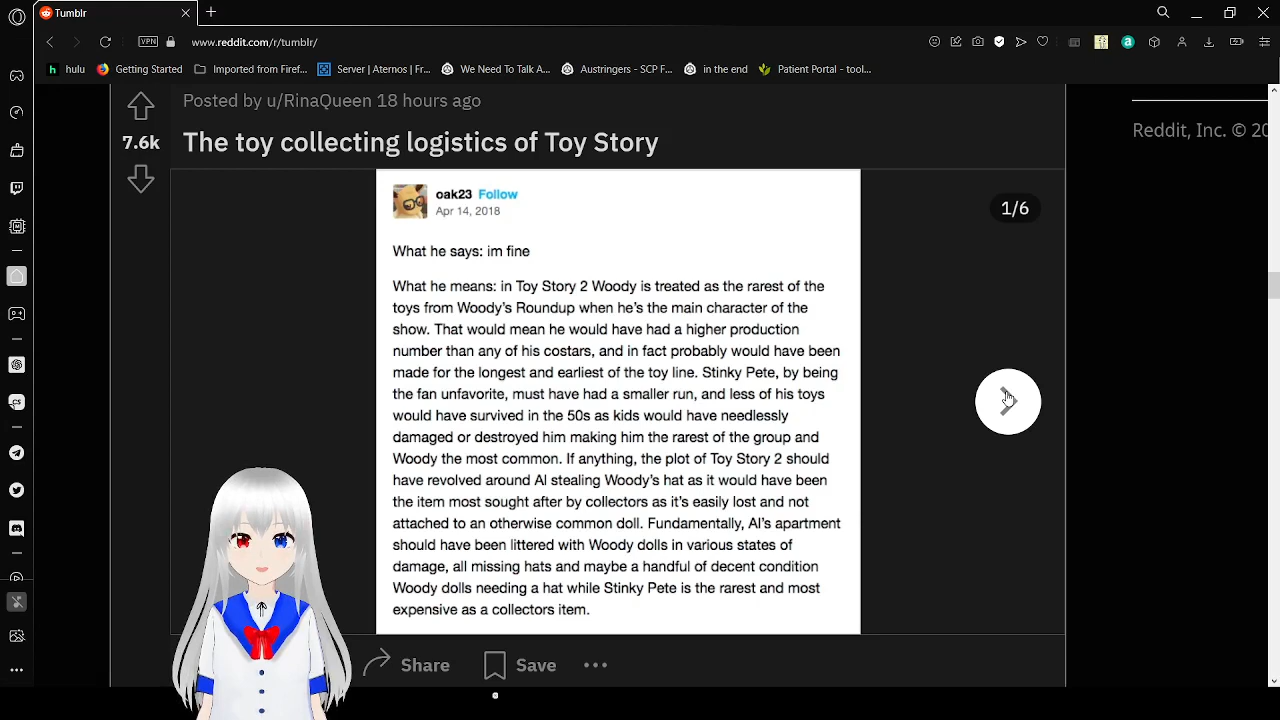 Tumblr
www.reddit.com/r/tumblr/
VPN
hulu
Getting Started
Imported from Firef...
Server | Aternos | Fr...
We Need To Talk A...
Austringers - SCP F...
in the end
Patient Portal - tool...
Posted by u/RinaQueen 18 hours ago
7.6k
The toy collecting logistics of Toy Story
Reddit, Inc. © 20
oak23 Follow
Apr 14, 2018
1/6
What he says: im fine
What he means: in Toy Story 2 Woody is treated as the rarest of the
toys from Woody's Roundup when he's the main character of the
show. That would mean he would have had a higher production
number than any of his costars, and in fact probably would have been
made for the longest and earliest of the toy line. Stinky Pete, by being
the fan unfavorite, must have had a smaller run, and less of his toys
would have survived in the 50s as kids would have needlessly
damaged or destroyed him making him the rarest of the group and
Woody the most common. If anything, the plot of Toy Story 2 should
have revolved around Al stealing Woody's hat as it would have been
the item most sought after by collectors as it's easily lost and not
attached to an otherwise common doll. Fundamentally, Al's apartment
should have been littered with Woody dolls in various states of
damage, all missing hats and maybe a handful of decent condition
Woody dolls needing a hat while Stinky Pete is the rarest and most
expensive as a collectors item.
Share
Save